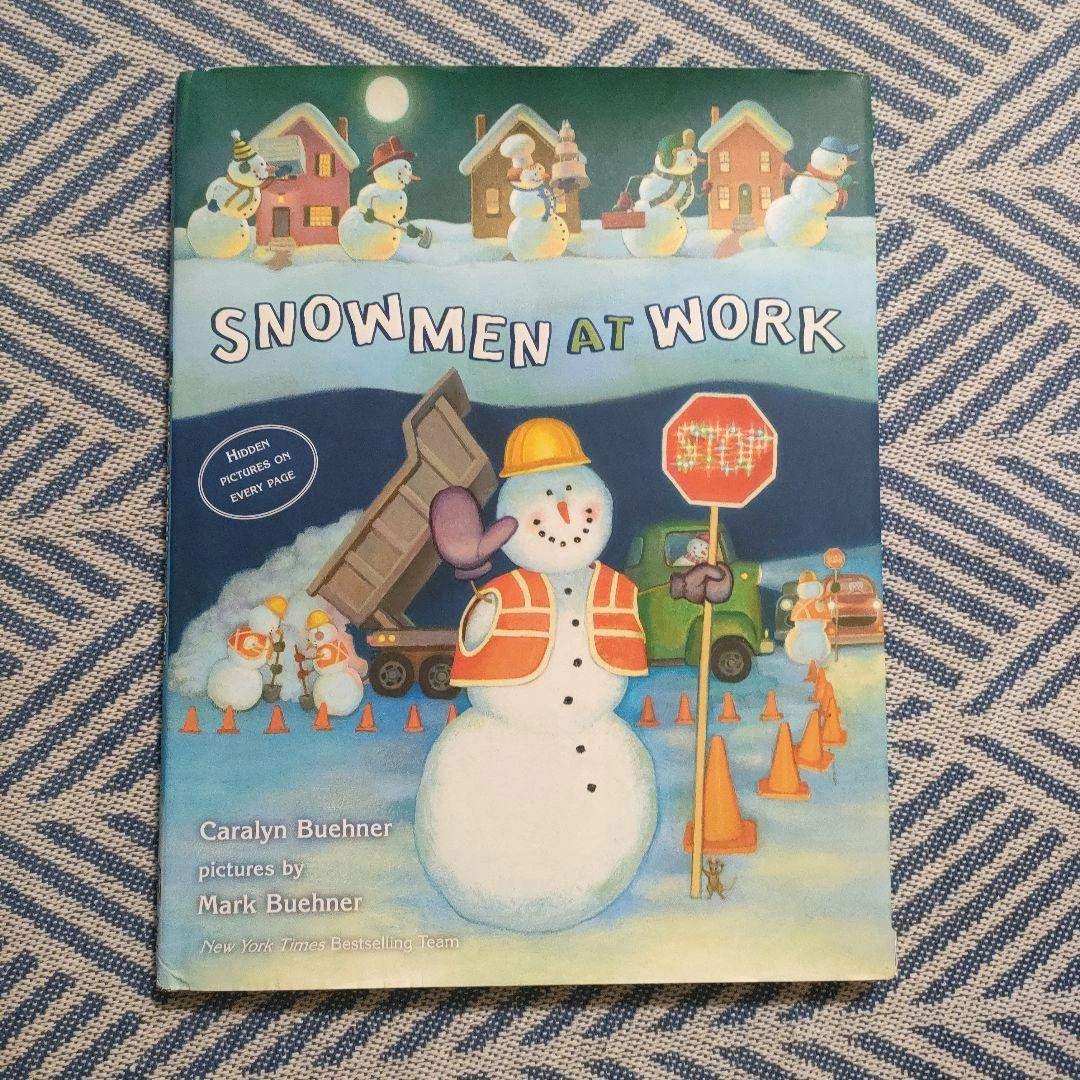 SNOWMEN AT WORK
HIDDEN
PICTURES ON
EVERY PAGE
STOP
Caralyn Buehner
pictures by
Mark Buehner
New York Times Bestselling Team